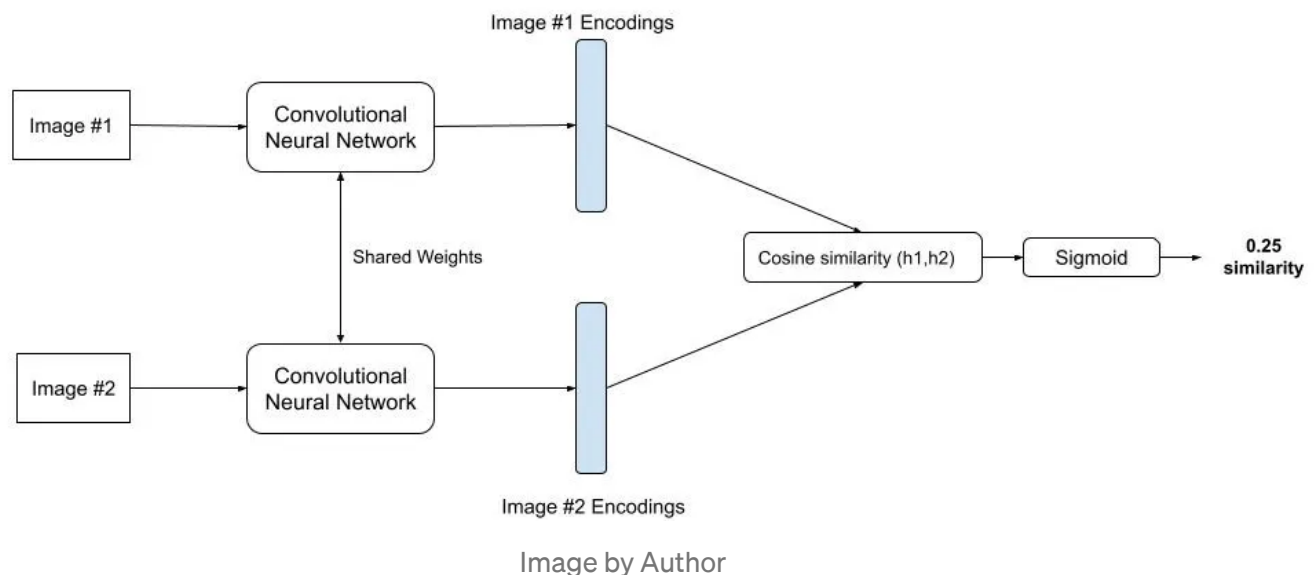 Image #1 Encodings
Image #1
Convolutional
Neural Network
Shared Weights
Cosine similarity (h1,h2)
Sigmoid
0.25
similarity
Image #2
Convolutional
Neural Network
Image #2 Encodings
Image by Author